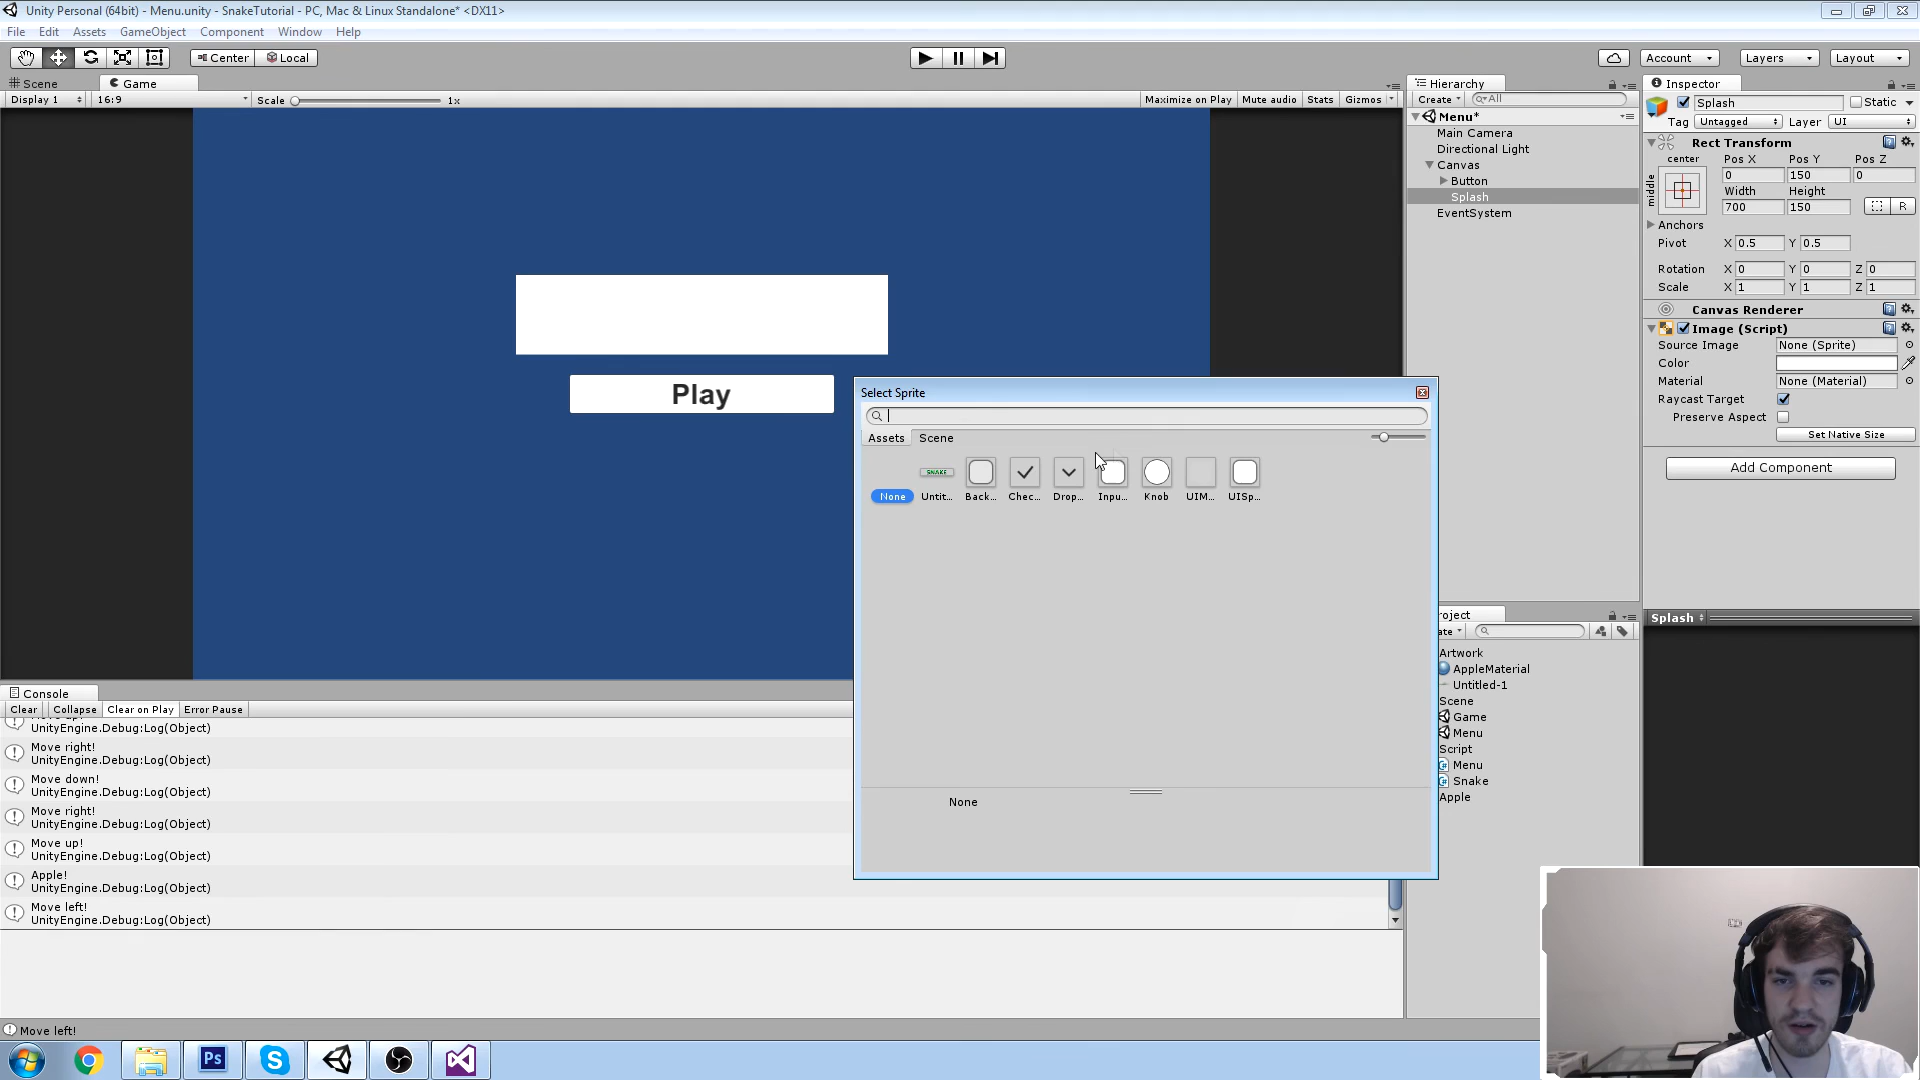 Unity Personal (64bit) - Menu.unity - SnakeTutorial - PC, Mac & Linux Standalone* <DX11>
File Edit Assets GameObject Component Window Help
Center Local Account Layers Layout
Scene Game
Display 1 16:9 Scale 1x Maximize on Play Mute audio Stats Gizmos
Hierarchy
Create All
Menu*
Main Camera
Directional Light
Canvas
Button
Splash
EventSystem
Inspector
Splash Static
Tag Untagged Layer UI
Rect Transform
center Pos X Pos Y Pos Z
middle 0 150 0
Width Height
700 150 R
Anchors
Pivot X 0.5 Y 0.5
Rotation X 0 Y 0 Z 0
Scale X 1 Y 1 Z 1
Canvas Renderer
Image (Script)
Source Image None (Sprite)
Color
Material None (Material)
Raycast Target
Preserve Aspect
Set Native Size
Add Component
Play
Select Sprite
Assets Scene
SNAKE
None Untit... Back... Chec... Drop... Inpu... Knob UIM... UISp...
None
oject
ate
Artwork
AppleMaterial
Untitled-1
Scene
Game
Menu
Script
Menu
Snake
Apple
Splash
Console
Clear Collapse Clear on Play Error Pause
UnityEngine.Debug:Log(Object)
Move right!
UnityEngine.Debug:Log(Object)
Move down!
UnityEngine.Debug:Log(Object)
Move right!
UnityEngine.Debug:Log(Object)
Move up!
UnityEngine.Debug:Log(Object)
Apple!
UnityEngine.Debug:Log(Object)
Move left!
UnityEngine.Debug:Log(Object)
Move left!
Ps